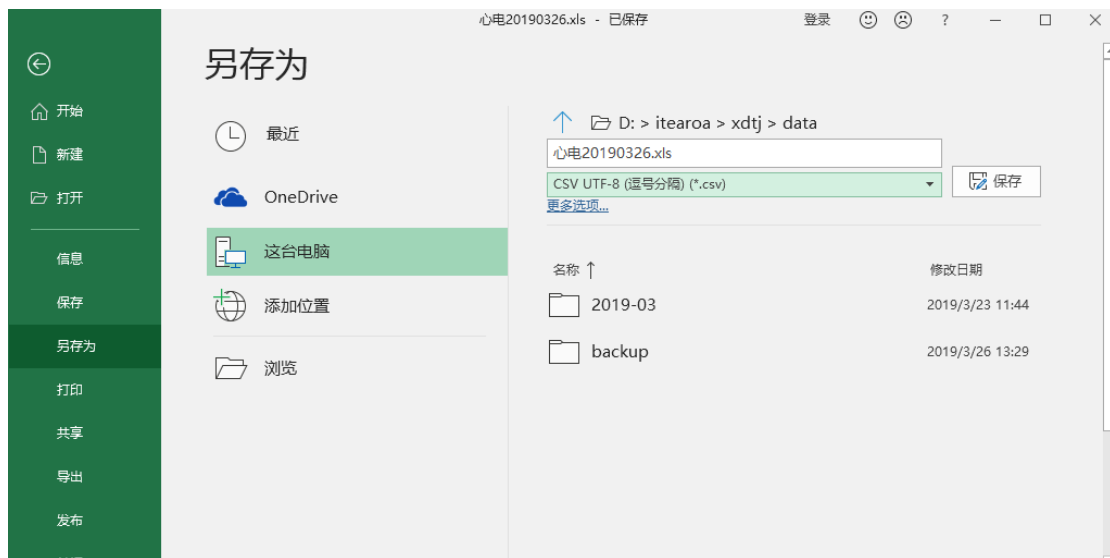 心电20190326.xls - 已保存
登录
?
另存为
开始
新建
打开
信息
保存
另存为
打印
共享
导出
发布
最近
OneDrive
这台电脑
添加位置
浏览
D: > itearoa > xdtj > data
心电20190326.xls
CSV UTF-8 (逗号分隔) (*.csv)
保存
更多选项...
名称 ↑ 修改日期
2019-03 2019/3/23 11:44
backup 2019/3/26 13:29